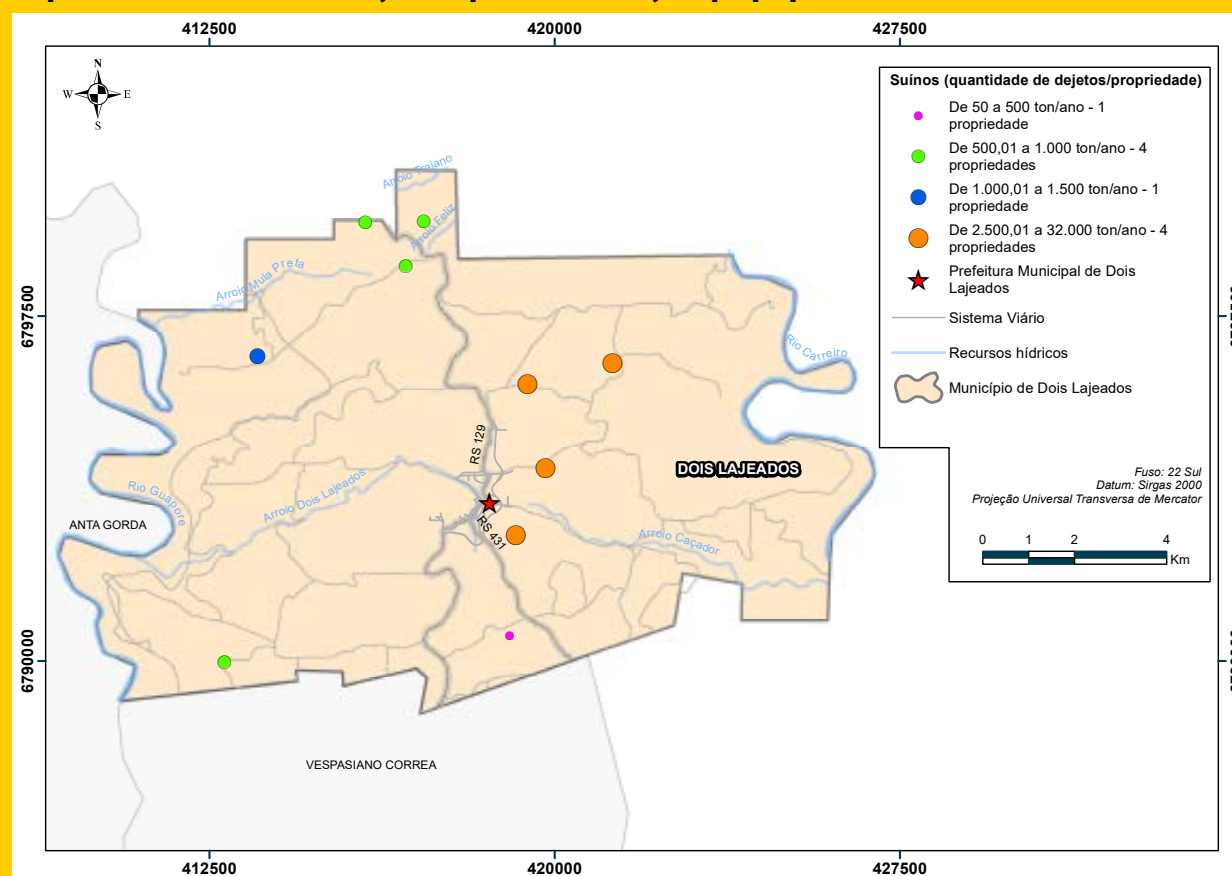 412500
420000
427500
N
W
E
S
Suínos (quantidade de dejetos/propriedade)
De 50 a 500 ton/ano - 1
propriedade
De 500,01 a 1.000 ton/ano - 4
propriedades
De 1.000,01 a 1.500 ton/ano - 1
propriedade
De 2.500,01 a 32.000 ton/ano - 4
propriedades
Prefeitura Municipal de Dois
Lajeados
Sistema Viário
Recursos hídricos
Município de Dois Lajeados
Fuso: 22 Sul
Datum: Sirgas 2000
Projeção Universal Transversa de Mercator
0 1 2 4
Km
Arroio Traiano
Arroio Feliz
Arroio Mula Preta
6797500
Rio Carreiro
RS 129
DOIS LAJEADOS
Rio Guaporé
Arroio Dois Lajeados
ANTA GORDA
RS 431
Arroio Caçador
6790000
VESPASIANO CORREA
412500
420000
427500